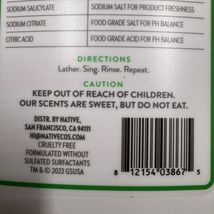 SODIUM SALICYLATE SODIUM SALT FOR PRODUCT FRESHNESS
SODIUM CITRATE FOOD GRADE SALT FOR PH BALANCE
CITRIC ACID FOOD GRADE ACID FOR PH BALANCE
DIRECTIONS
Lather. Sing. Rinse. Repeat.
CAUTION
KEEP OUT OF REACH OF CHILDREN.
OUR SCENTS ARE SWEET, BUT DO NOT EAT.
DISTR. BY NATIVE,
SAN FRANCISCO, CA 94111
HI@NATIVECOS.COM
CRUELTY FREE
FORMULATED WITHOUT
SULFATED SURFACTANTS
TM & © 2023 GSUSA
8 12154 03867 5